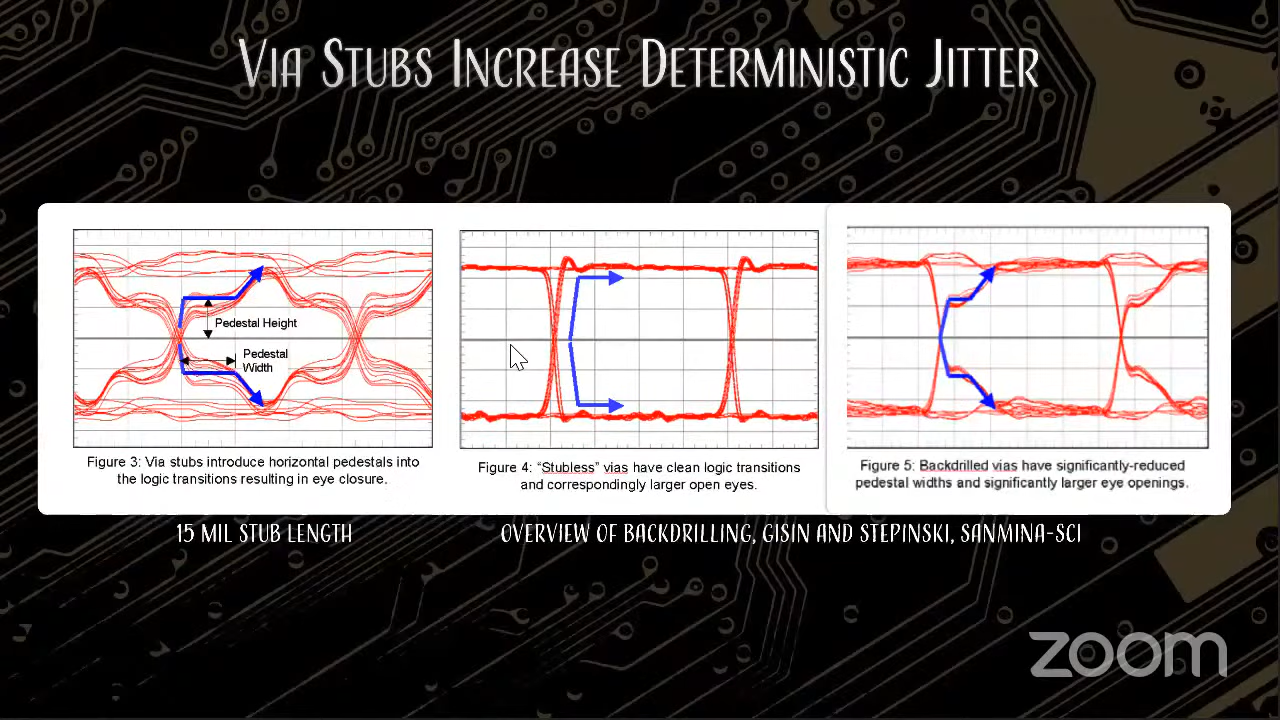 Via Stubs Increase Deterministic Jitter
Pedestal Height
Pedestal
Width
Figure 3: Via stubs introduce horizontal pedestals into
the logic transitions resulting in eye closure.
Figure 4: “Stubless” vias have clean logic transitions
and correspondingly larger open eyes.
Figure 5: Backdrilled vias have significantly-reduced
pedestal widths and significantly larger eye openings.
15 MIL STUB LENGTH
OVERVIEW OF BACKDRILLING, GISIN AND STEPINSKI, SANMINA-SCI
zoom